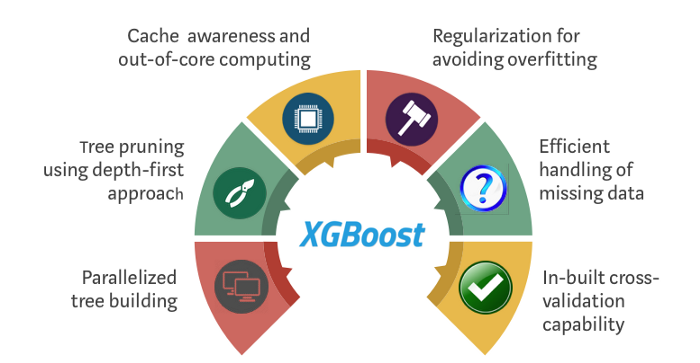 Cache awareness and
out-of-core computing
Regularization for
avoiding overfitting
Tree pruning
using depth-first
approach
Efficient
handling of
missing data
XGBoost
Parallelized
tree building
In-built cross-
validation
capability